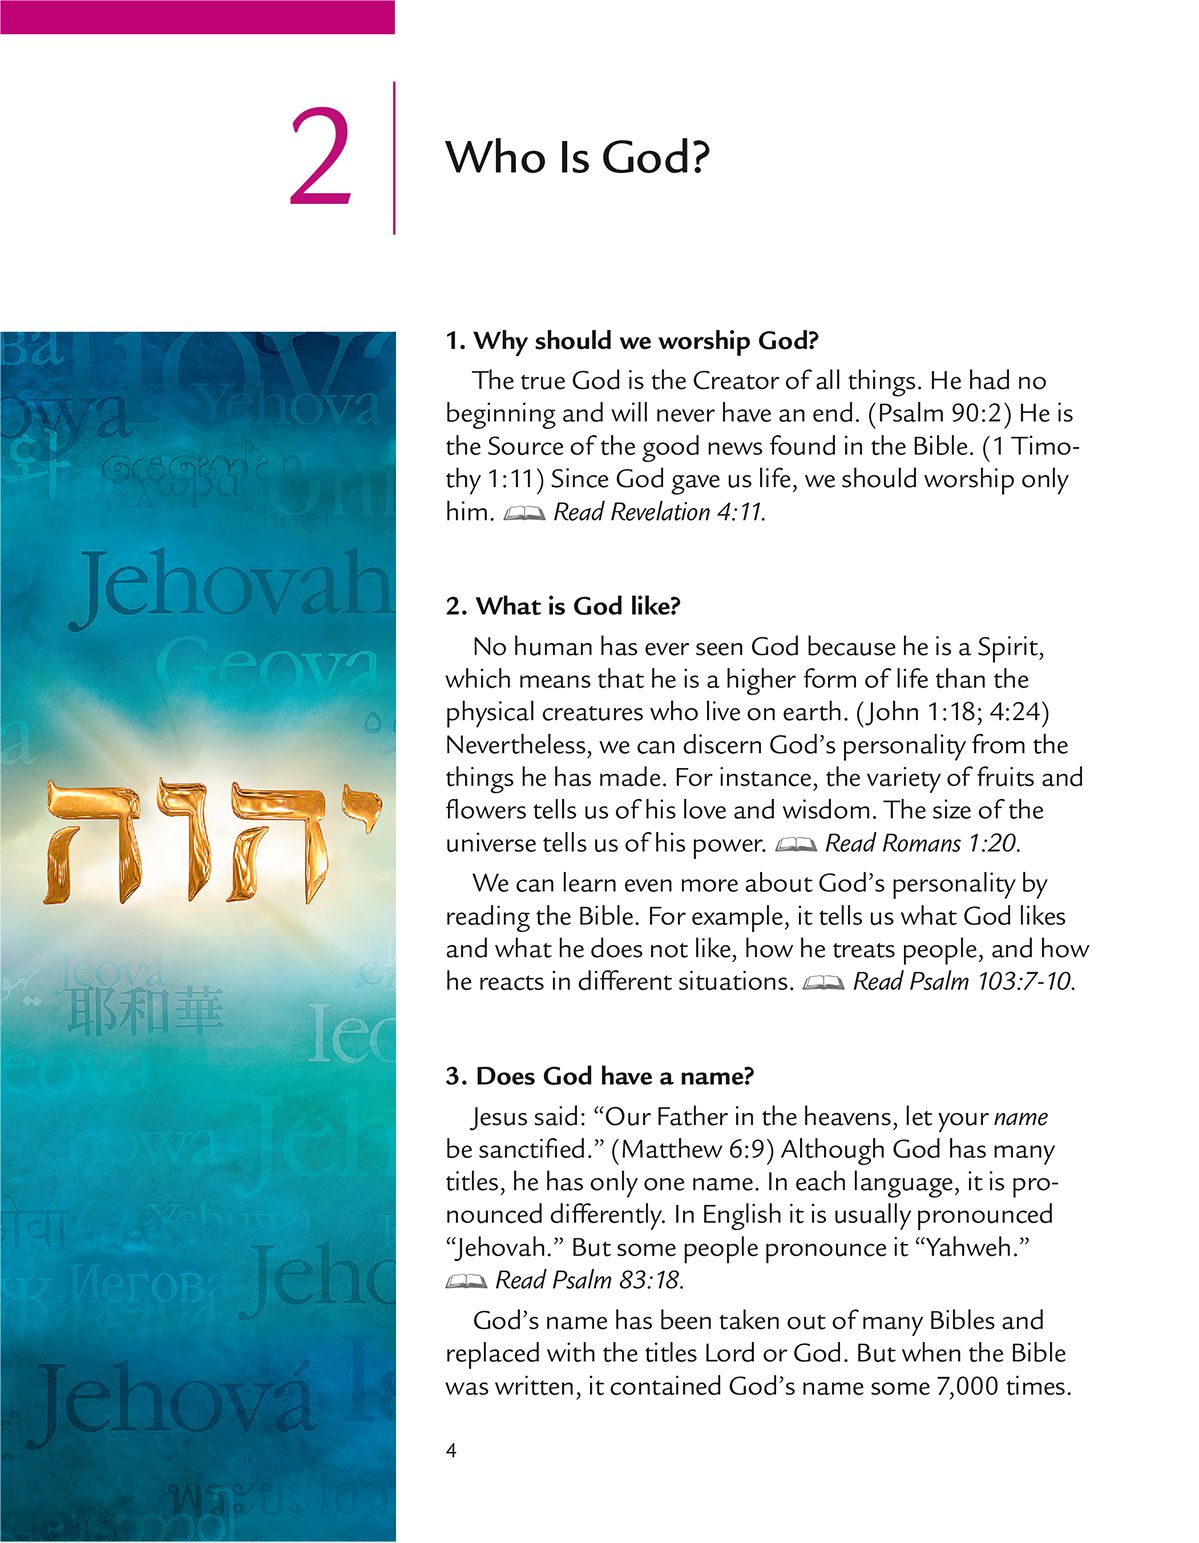 2
Who Is God?
1. Why should we worship God?
The true God is the Creator of all things. He had no
beginning and will never have an end. (Psalm 90:2) He is
the Source of the good news found in the Bible. (1 Timo-
thy 1:11) Since God gave us life, we should worship only
him. Read Revelation 4:11.
2. What is God like?
No human has ever seen God because he is a Spirit,
which means that he is a higher form of life than the
physical creatures who live on earth. (John 1:18; 4:24)
Nevertheless, we can discern God’s personality from the
things he has made. For instance, the variety of fruits and
flowers tells us of his love and wisdom. The size of the
universe tells us of his power. Read Romans 1:20.
We can learn even more about God’s personality by
reading the Bible. For example, it tells us what God likes
and what he does not like, how he treats people, and how
he reacts in different situations. Read Psalm 103:7-10.
3. Does God have a name?
Jesus said: “Our Father in the heavens, let your name
be sanctified.” (Matthew 6:9) Although God has many
titles, he has only one name. In each language, it is pro-
nounced differently. In English it is usually pronounced
“Jehovah.” But some people pronounce it “Yahweh.”
Read Psalm 83:18.
God’s name has been taken out of many Bibles and
replaced with the titles Lord or God. But when the Bible
was written, it contained God’s name some 7,000 times.
4
Yehova
Jehovah
Geova
יהוה
Jeová
耶和華
Jeho
Jehová